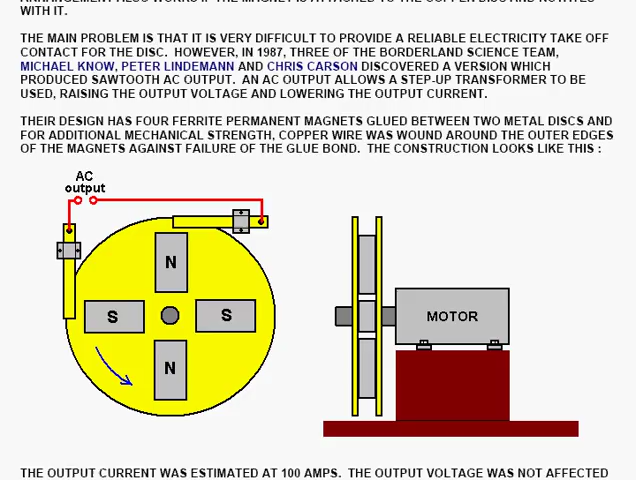 WITH IT.
THE MAIN PROBLEM IS THAT IT IS VERY DIFFICULT TO PROVIDE A RELIABLE ELECTRICITY TAKE OFF
CONTACT FOR THE DISC. HOWEVER, IN 1987, THREE OF THE BORDERLAND SCIENCE TEAM,
MICHAEL KNOW, PETER LINDEMANN AND CHRIS CARSON DISCOVERED A VERSION WHICH
PRODUCED SAWTOOTH AC OUTPUT. AN AC OUTPUT ALLOWS A STEP-UP TRANSFORMER TO BE
USED, RAISING THE OUTPUT VOLTAGE AND LOWERING THE OUTPUT CURRENT.
THEIR DESIGN HAS FOUR FERRITE PERMANENT MAGNETS GLUED BETWEEN TWO METAL DISCS AND
FOR ADDITIONAL MECHANICAL STRENGTH, COPPER WIRE WAS WOUND AROUND THE OUTER EDGES
OF THE MAGNETS AGAINST FAILURE OF THE GLUE BOND. THE CONSTRUCTION LOOKS LIKE THIS :
AC
output
N
S
S
N
MOTOR
THE OUTPUT CURRENT WAS ESTIMATED AT 100 AMPS. THE OUTPUT VOLTAGE WAS NOT AFFECTED